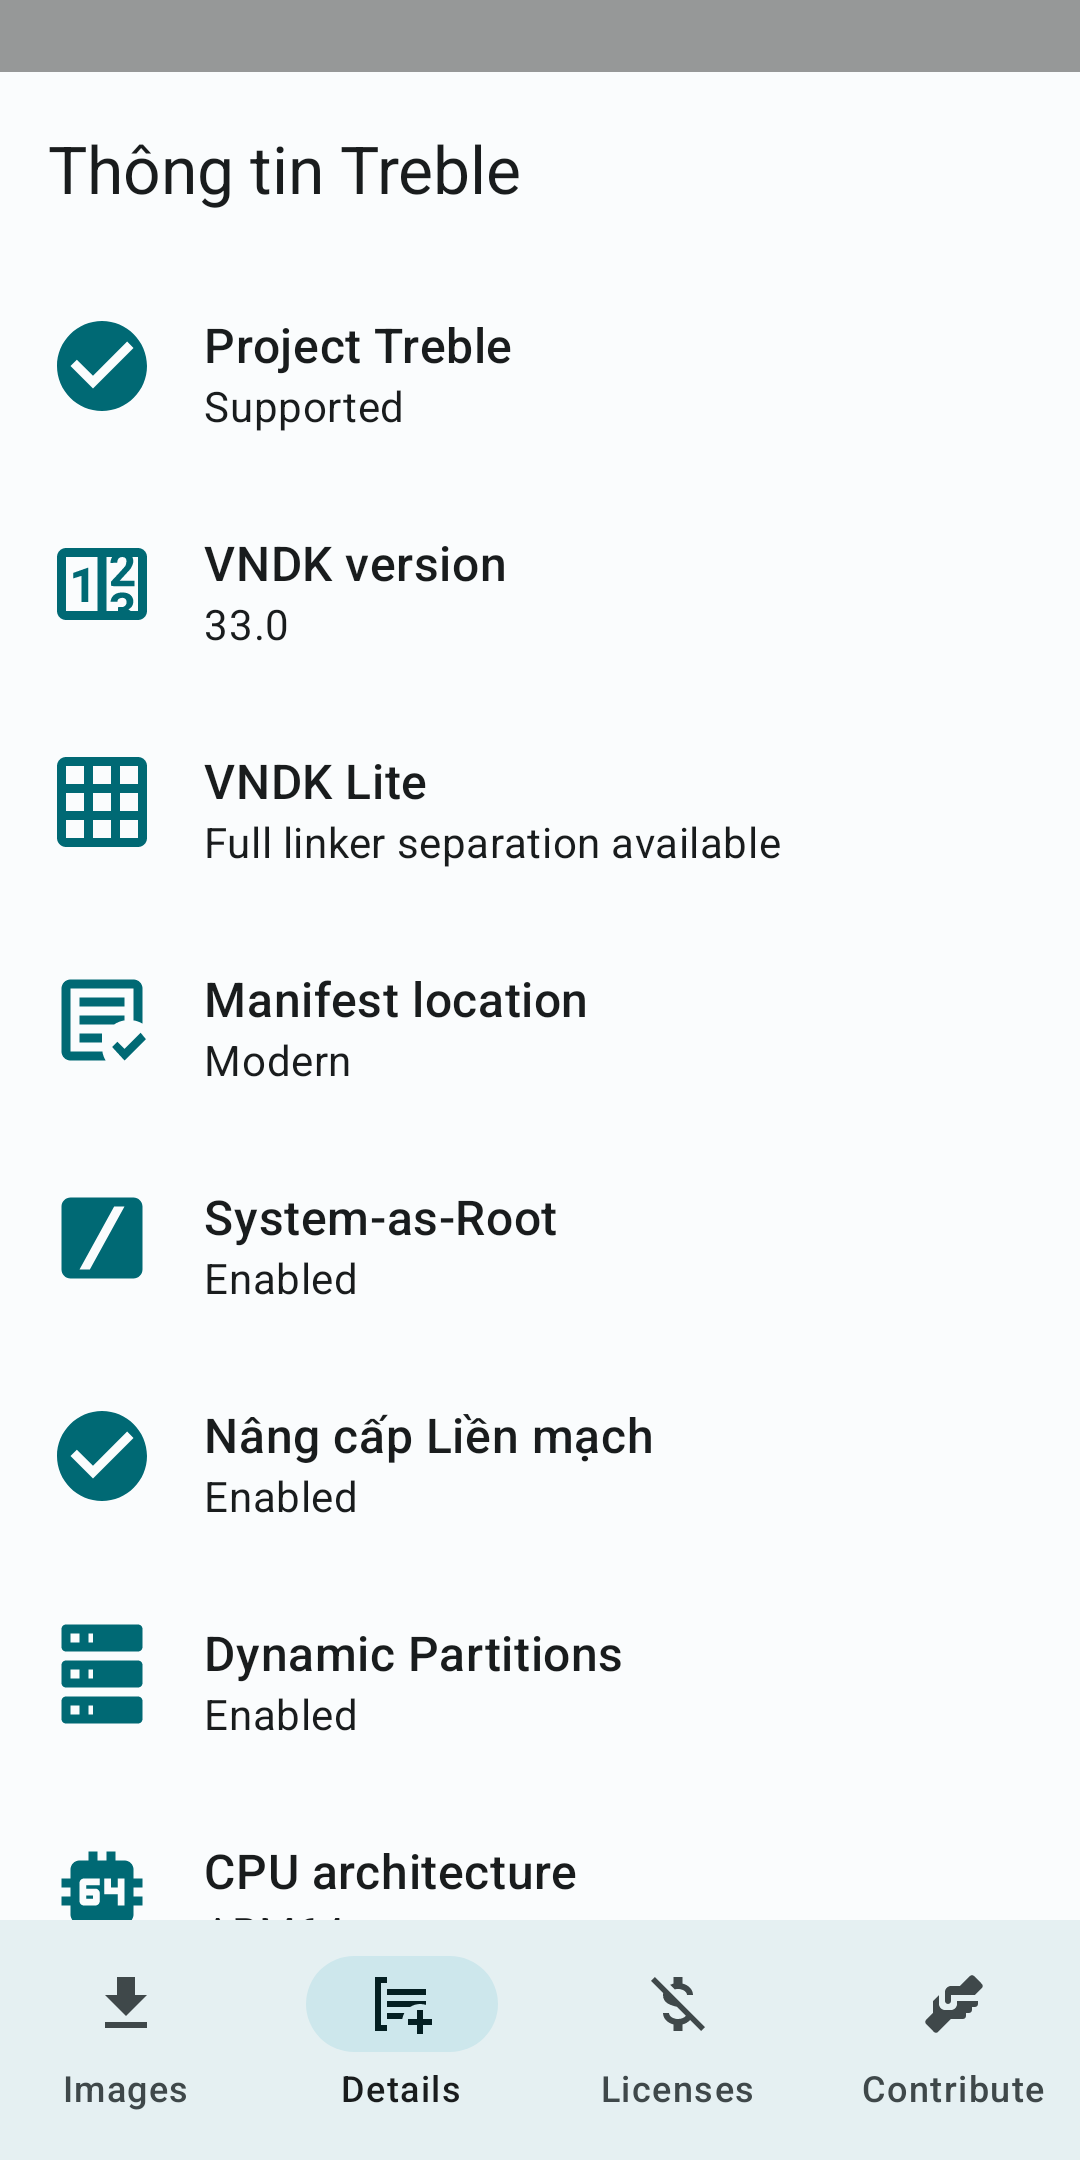 Thông tin Treble
Project Treble
Supported
VNDK version
33.0
VNDK Lite
Full linker separation available
Manifest location
Modern
System-as-Root
Enabled
Nâng cấp Liền mạch
Enabled
Dynamic Partitions
Enabled
CPU architecture
Images
Details
Licenses
Contribute